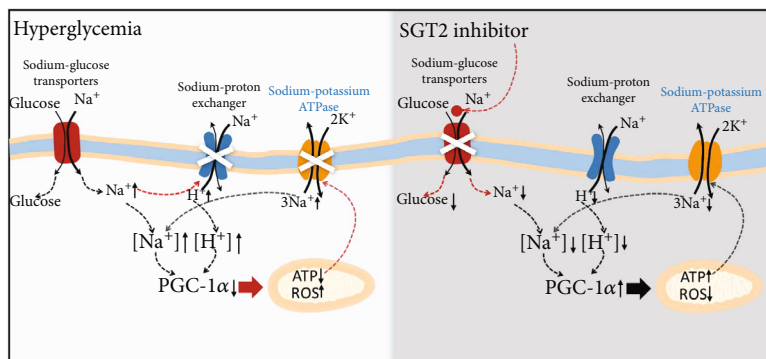 Hyperglycemia
Sodium-glucose
transporters
Glucose
Na⁺
Sodium-proton
exchanger
Na⁺
Sodium-potassium
ATPase
2K⁺
Glucose
Na⁺↑
H⁺↑
3Na⁺↑
[Na⁺]↑ [H⁺]↑
PGC-1α↓
ATP↓
ROS↑
SGT2 inhibitor
Sodium-glucose
transporters
Glucose
Na⁺
Sodium-proton
exchanger
Na⁺
Sodium-potassium
ATPase
2K⁺
Glucose↓
Na⁺↓
H⁺↓
3Na⁺↓
[Na⁺]↓ [H⁺]↓
PGC-1α↑
ATP↑
ROS↓